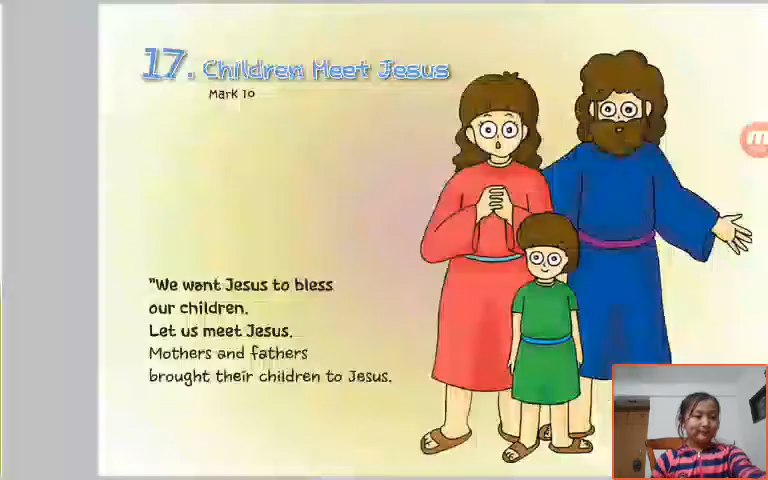 17. Children Meet Jesus
Mark 10
"We want Jesus to bless
our children.
Let us meet Jesus.
Mothers and fathers
brought their children to Jesus.